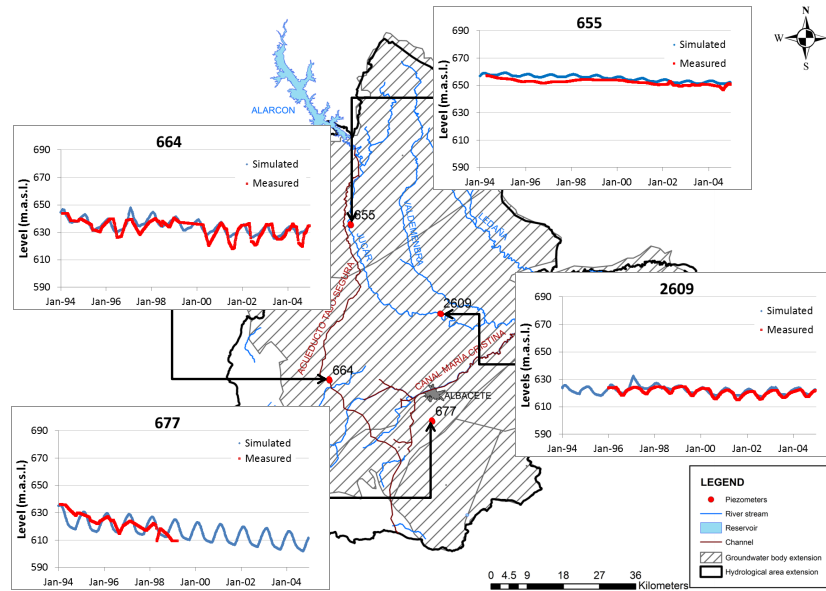 655
Level (m.a.s.l.)
690
670
650
630
610
590
Simulated
Measured
Jan-94 Jan-96 Jan-98 Jan-00 Jan-02 Jan-04
N
W E
S
ALARCON
664
Level (m.a.s.l.)
690
670
650
630
610
590
Simulated
Measured
Jan-94 Jan-96 Jan-98 Jan-00 Jan-02 Jan-04
655
JUCAR
VALDEMENBRA
LEDAÑA
ACUEDUCTO TAJO SEGURA
2609
CANAL MARIA CRISTINA
664
ALBACETE
677
2609
Levels (m.a.s.l.)
690
670
650
630
610
590
Simulated
Measured
Jan-94 Jan-96 Jan-98 Jan-00 Jan-02 Jan-04
677
Level (m.a.s.l.)
690
670
650
630
610
590
Simulated
Measured
Jan-94 Jan-96 Jan-98 Jan-00 Jan-02 Jan-04
LEGEND
Piezometers
River stream
Reservoir
Channel
Groundwater body extension
Hydrological area extension
0 4.5 9 18 27 36
Kilometers